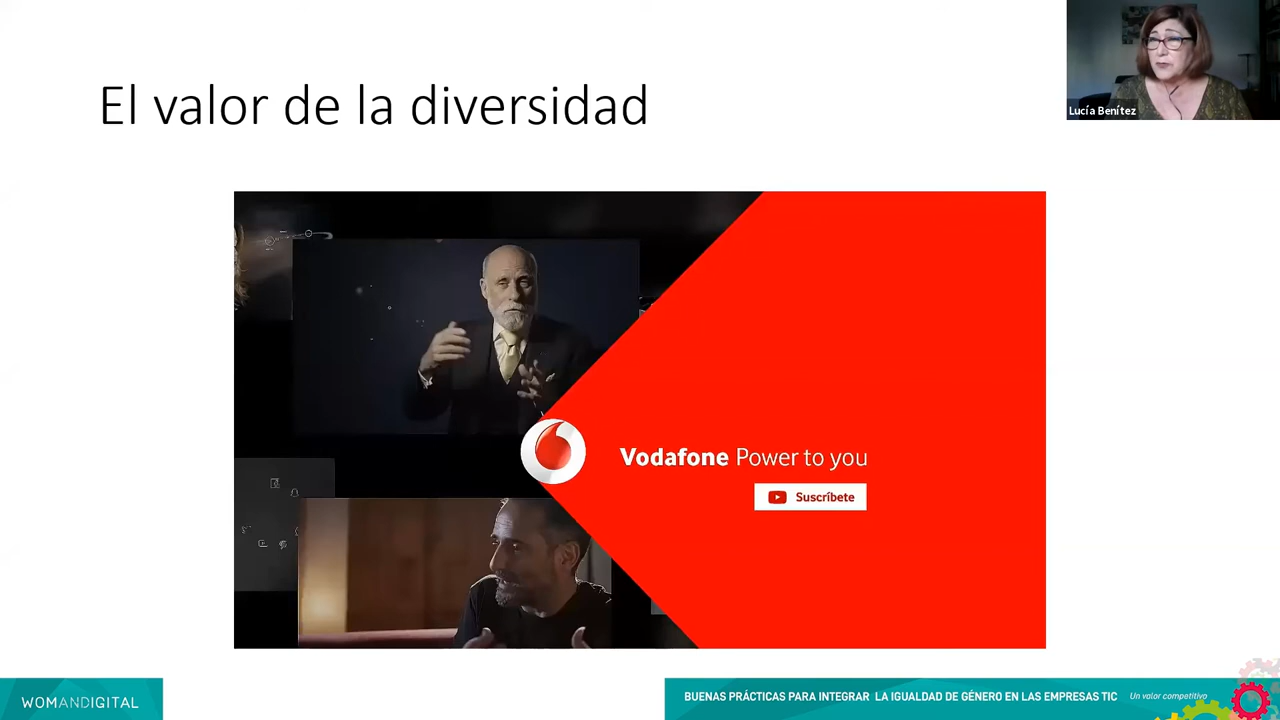 El valor de la diversidad
Lucía Benítez
Vodafone Power to you
Suscríbete
WOMANDIGITAL
BUENAS PRÁCTICAS PARA INTEGRAR LA IGUALDAD DE GÉNERO EN LAS EMPRESAS TIC Un valor competitivo